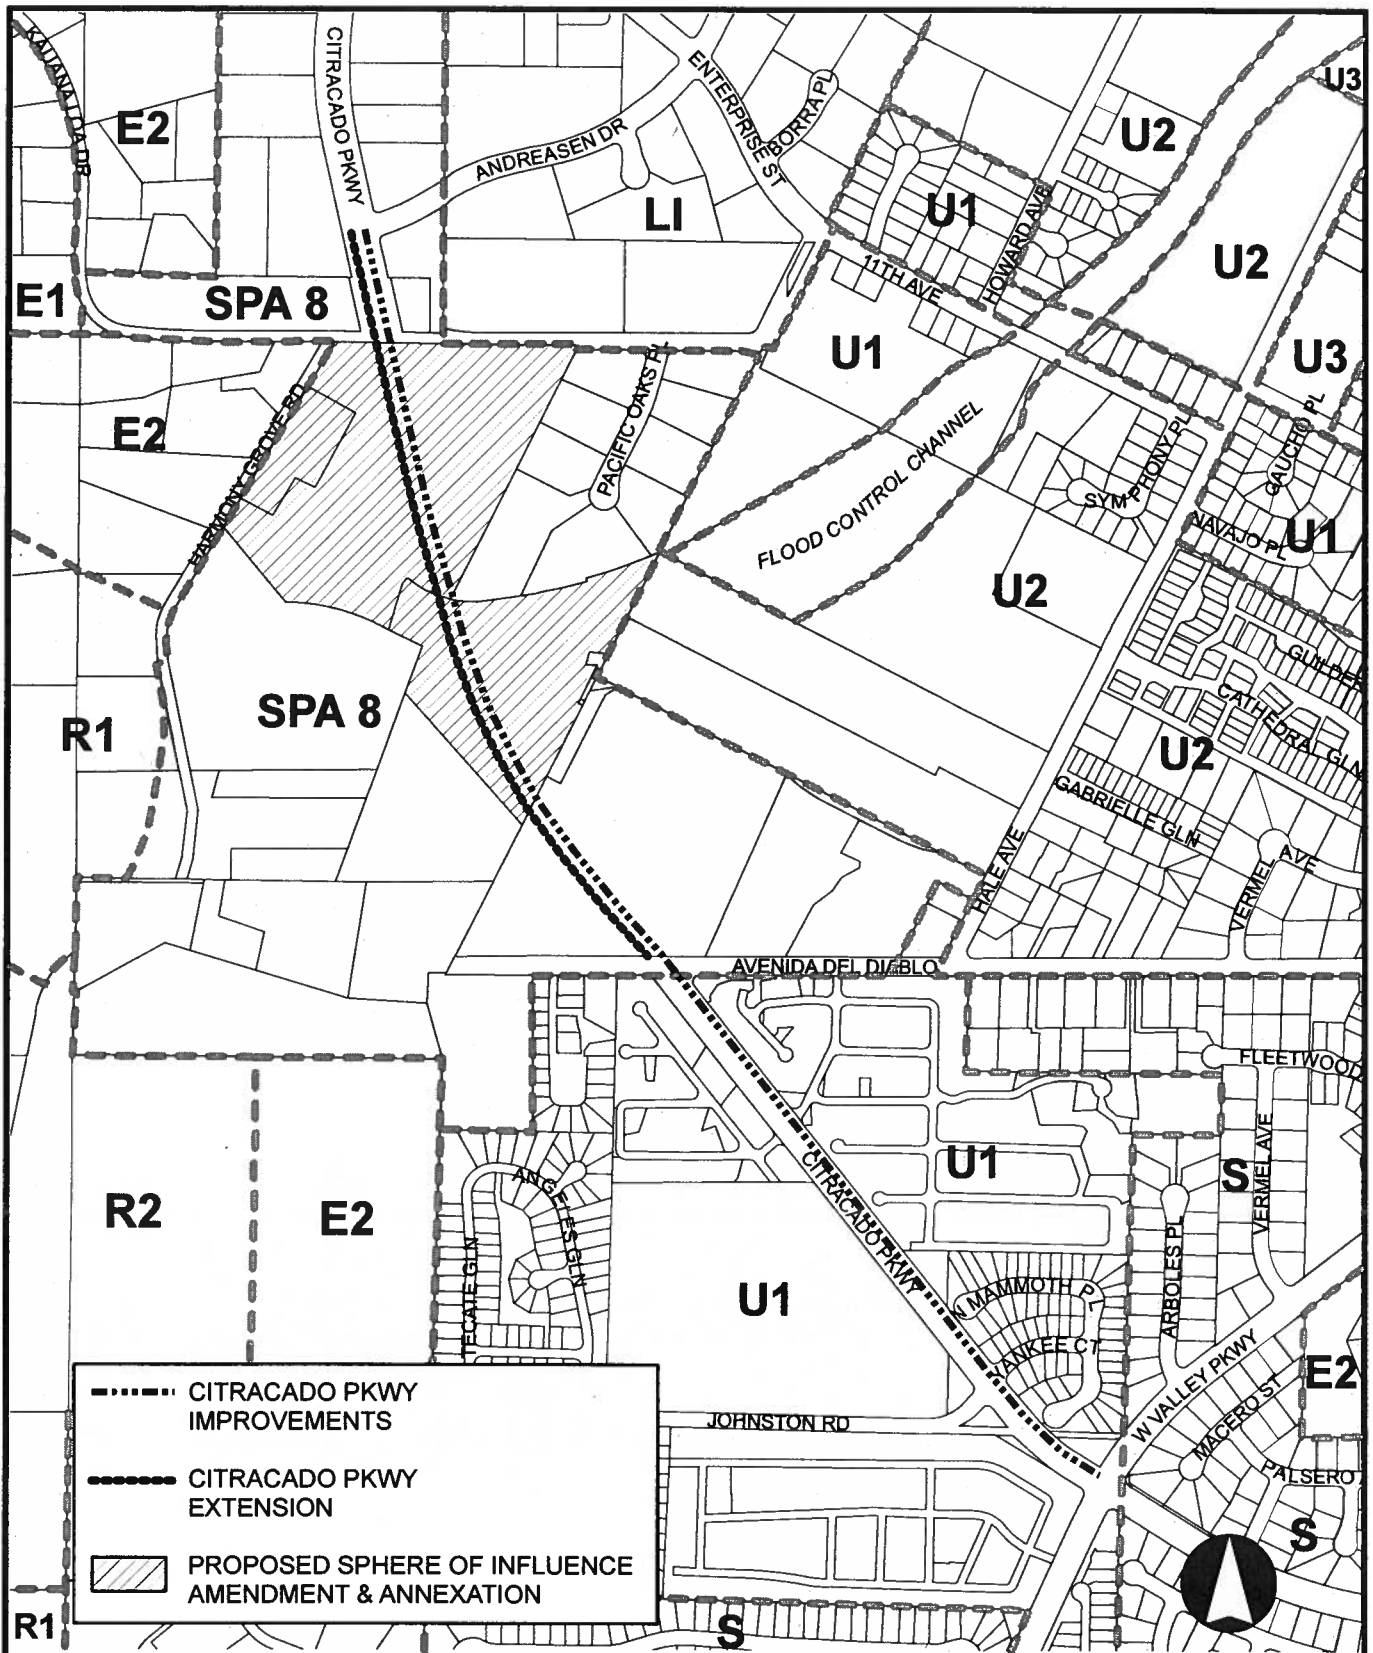 KAUANA LOA DR
CITRACADO PKWY
ENTERPRISE ST
BORRA PL
U3
E2
U2
ANDREASEN DR
LI
U1
HOWARD AVE
11TH AVE
U2
E1
SPA 8
U1
U3
PACIFIC OAKS PL
HARMONY GROVE RD
E2
GAUCHO PL
SYMPHONY PL
FLOOD CONTROL CHANNEL
NAVAJO PL
U1
U2
R1
SPA 8
GUILDER
CATHEDRAL GLN
U2
GABRIELLE GLN
HALE AVE
VERMEL AVE
AVENIDA DEL DIABLO
FLEETWOOD
U1
S
VERMEL AVE
CITRACADO PKWY
ANGELES GLN
R2
E2
TECATE GLN
ARBOLES PL
U1
N MAMMOTH PL
YANKEE CT
W VALLEY PKWY
E2
MACERO ST
JOHNSTON RD
PALSERO
S
CITRACADO PKWY
IMPROVEMENTS
CITRACADO PKWY
EXTENSION
PROPOSED SPHERE OF INFLUENCE
AMENDMENT & ANNEXATION
R1
S